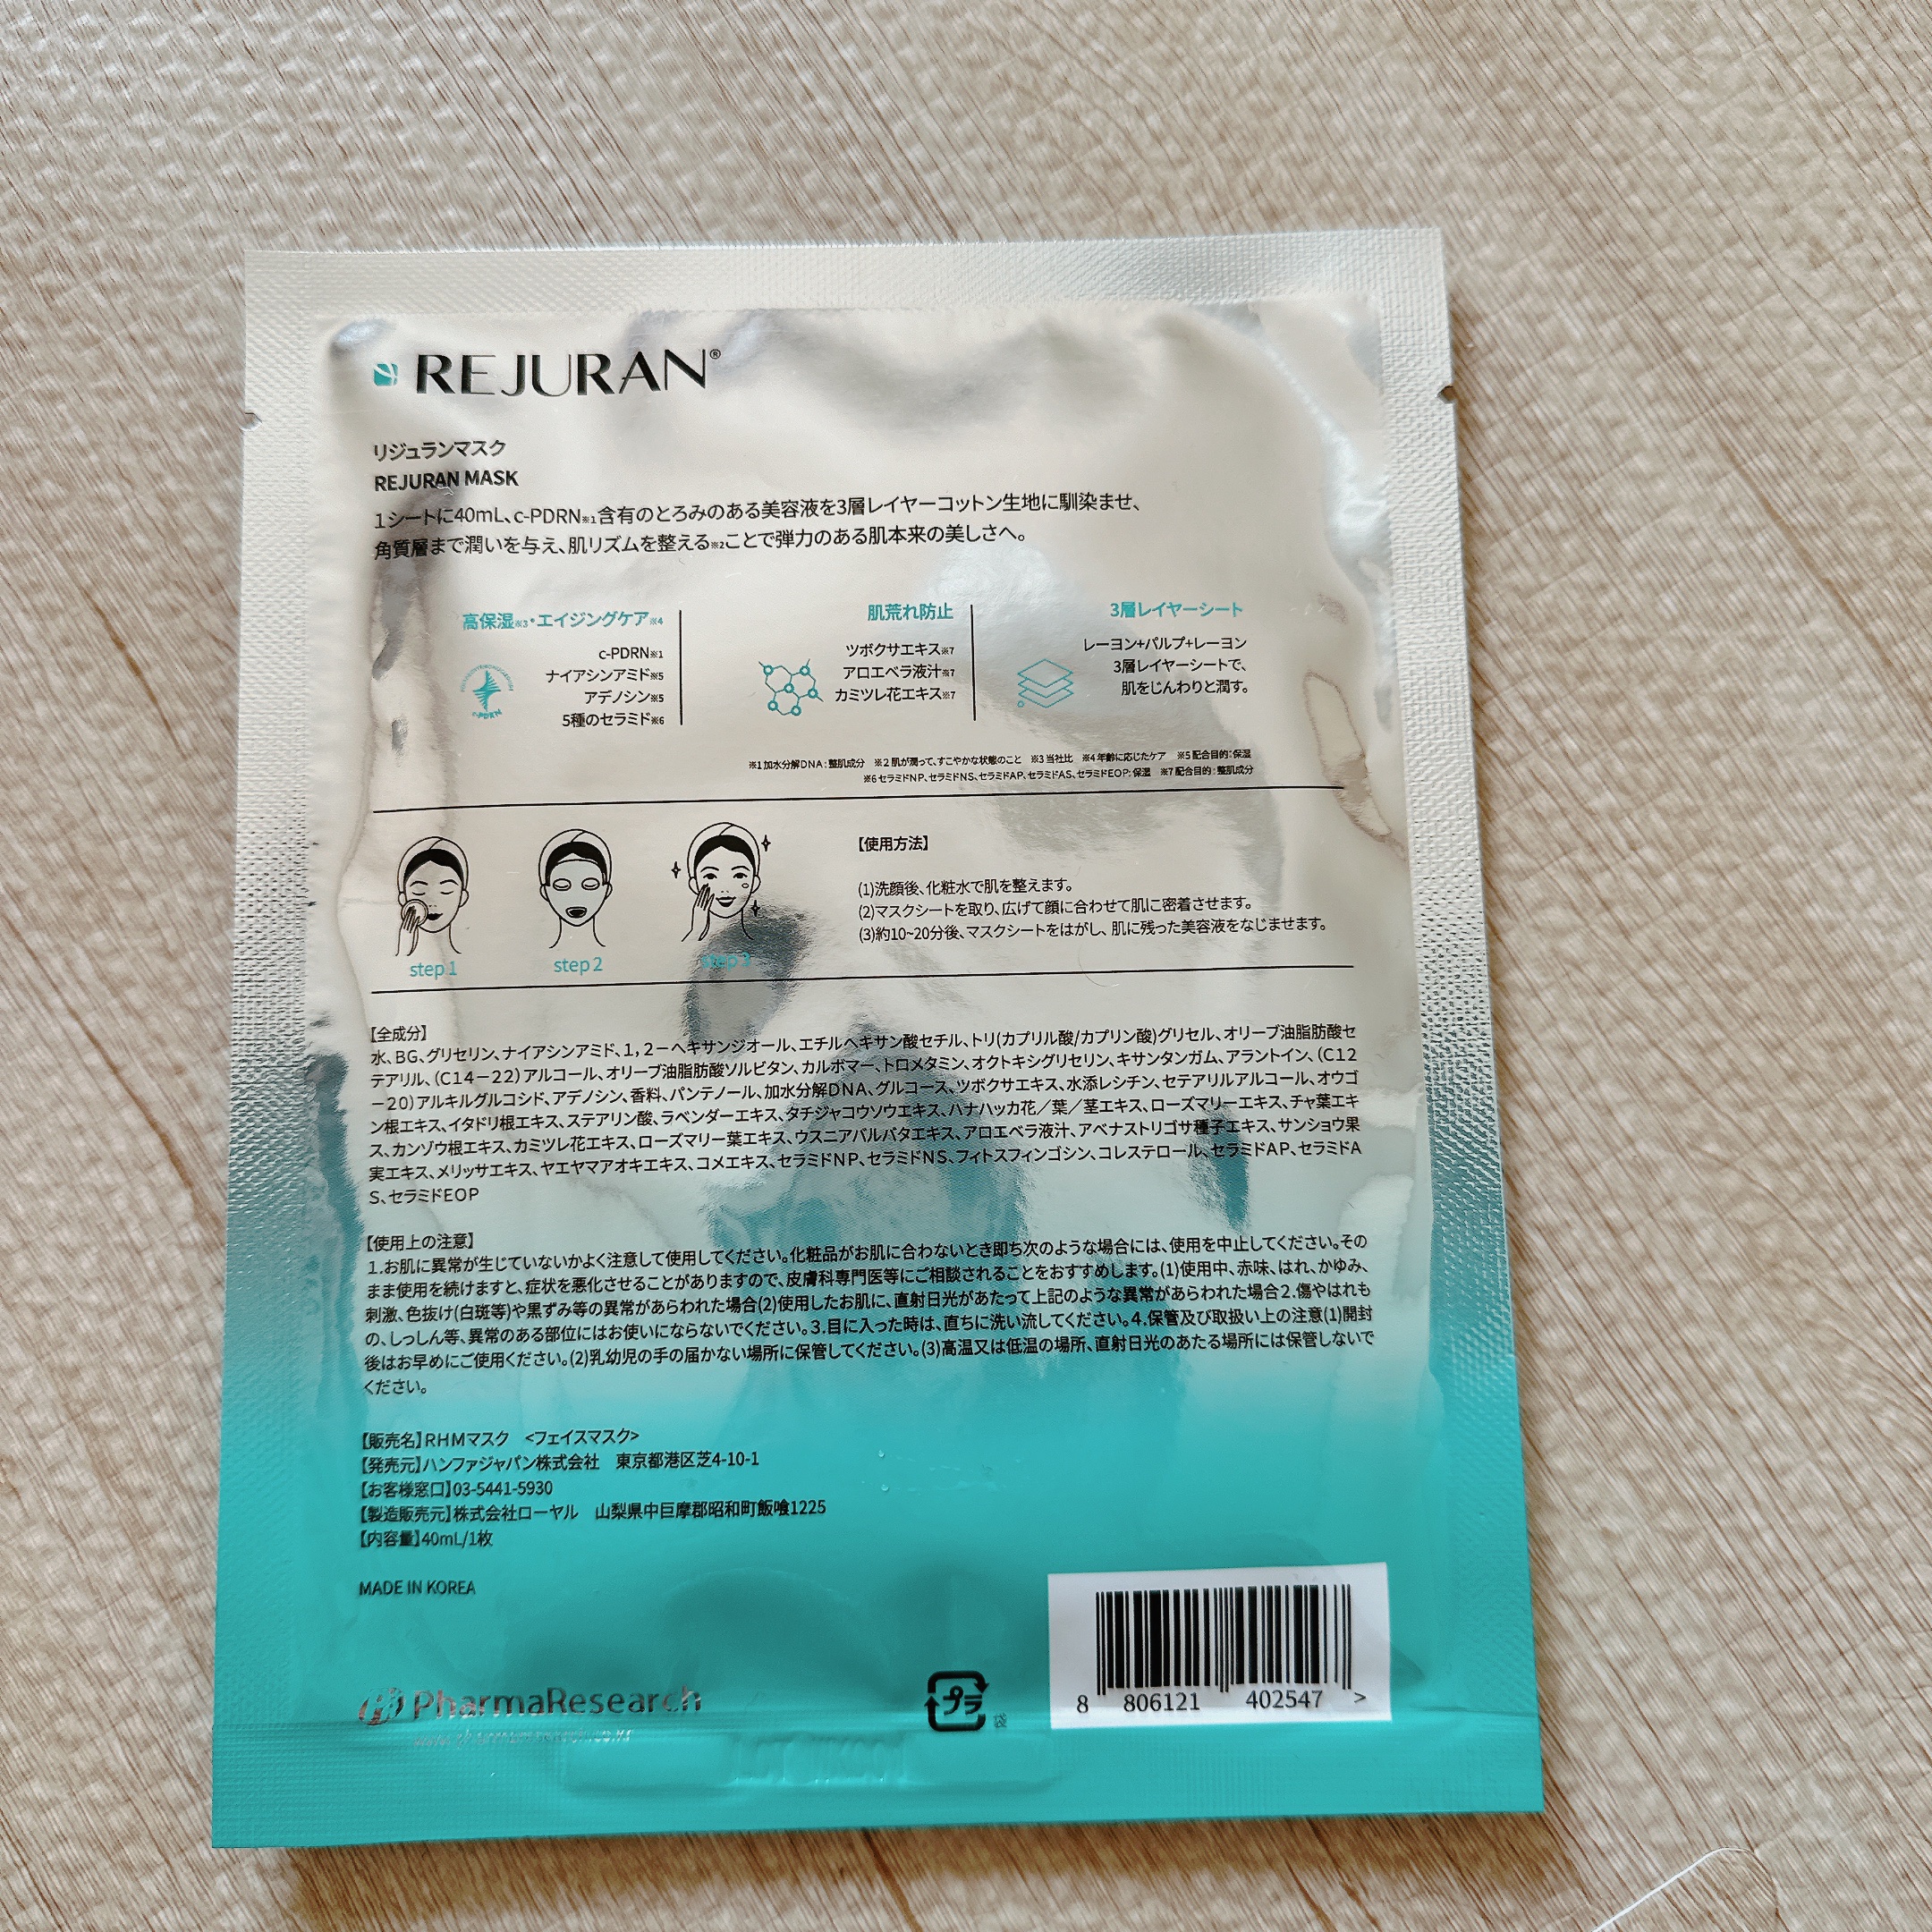 REJURAN®
リジュランマスク
REJURAN MASK
1シートに40mL、c-PDRN※1含有のとろみのある美容液を3層レイヤーコットン生地に馴染ませ、
角質層まで潤いを与え、肌リズムを整える※2ことで弾力のある肌本来の美しさへ。
高保湿※3・エイジングケア※4
c-PDRN※1
ナイアシンアミド※5
アデノシン※5
5種のセラミド※6
c-PDRN
肌荒れ防止
ツボクサエキス※7
アロエベラ液汁※7
カミツレ花エキス※7
3層レイヤーシート
レーヨン+パルプ+レーヨン
3層レイヤーシートで、
肌をじんわりと潤す。
※1 加水分解DNA:整肌成分 ※2 肌が潤って、すこやかな状態のこと ※3 当社比 ※4 年齢に応じたケア ※5 配合目的:保湿
※6 セラミドNP、セラミドNS、セラミドAP、セラミドAS、セラミドEOP:保湿 ※7 配合目的:整肌成分
step 1
step 2
step 3
【使用方法】
(1)洗顔後、化粧水で肌を整えます。
(2)マスクシートを取り、広げて顔に合わせて肌に密着させます。
(3)約10~20分後、マスクシートをはがし、肌に残った美容液をなじませます。
【全成分】
水、BG、グリセリン、ナイアシンアミド、1,2－ヘキサンジオール、エチルヘキサン酸セチル、トリ(カプリル酸/カプリン酸)グリセル、オリーブ油脂肪酸セ
テアリル、(C14－22)アルコール、オリーブ油脂肪酸ソルビタン、カルボマー、トロメタミン、オクトキシグリセリン、キサンタンガム、アラントイン、(C12
－20)アルキルグルコシド、アデノシン、香料、パンテノール、加水分解DNA、グルコース、ツボクサエキス、水添レシチン、セテアリルアルコール、オウゴ
ン根エキス、イタドリ根エキス、ステアリン酸、ラベンダーエキス、タチジャコウソウエキス、ハナハッカ花／葉／茎エキス、ローズマリーエキス、チャ葉エキ
ス、カンゾウ根エキス、カミツレ花エキス、ローズマリー葉エキス、ウスニアバルバタエキス、アロエベラ液汁、アベナストリゴサ種子エキス、サンショウ果
実エキス、メリッサエキス、ヤエヤマアオキエキス、コメエキス、セラミドNP、セラミドNS、フィトスフィンゴシン、コレステロール、セラミドAP、セラミドA
S、セラミドEOP
【使用上の注意】
1.お肌に異常が生じていないかよく注意して使用してください。化粧品がお肌に合わないとき即ち次のような場合には、使用を中止してください。その
まま使用を続けますと、症状を悪化させることがありますので、皮膚科専門医等にご相談されることをおすすめします。(1)使用中、赤味、はれ、かゆみ、
刺激、色抜け(白斑等)や黒ずみ等の異常があらわれた場合(2)使用したお肌に、直射日光があたって上記のような異常があらわれた場合2.傷やはれも
の、しっしん等、異常のある部位にはお使いにならないでください。3.目に入った時は、直ちに洗い流してください。4.保管及び取扱い上の注意(1)開封
後はお早めにご使用ください。(2)乳幼児の手の届かない場所に保管してください。(3)高温又は低温の場所、直射日光のあたる場所には保管しないで
ください。
【販売名】RHMマスク <フェイスマスク>
【発売元】ハンファジャパン株式会社 東京都港区芝4-10-1
【お客様窓口】03-5441-5930
【製造販売元】株式会社ローヤル 山梨県中巨摩郡昭和町飯喰1225
【内容量】40mL/1枚
MADE IN KOREA
PharmaResearch
プラ
袋
8 806121 402547 >